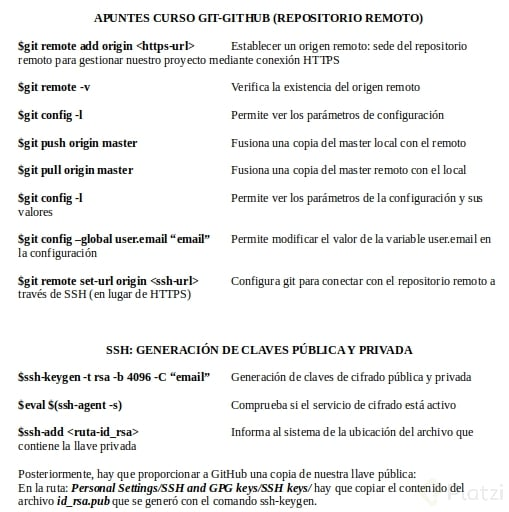 APUNTES CURSO GIT-GITHUB (REPOSITORIO REMOTO)
$git remote add origin <https-url> Establecer un origen remoto: sede del repositorio
remoto para gestionar nuestro proyecto mediante conexión HTTPS
$git remote -v Verifica la existencia del origen remoto
$git config -l Permite ver los parámetros de configuración
$git push origin master Fusiona una copia del master local con el remoto
$git pull origin master Fusiona una copia del master remoto con el local
$git config -l Permite ver los parámetros de la configuración y sus
valores
$git config –global user.email “email” Permite modificar el valor de la variable user.email en
la configuración
$git remote set-url origin <ssh-url> Configura git para conectar con el repositorio remoto a
través de SSH (en lugar de HTTPS)
SSH: GENERACIÓN DE CLAVES PÚBLICA Y PRIVADA
$ssh-keygen -t rsa -b 4096 -C “email” Generación de claves de cifrado pública y privada
$eval $(ssh-agent -s) Comprueba si el servicio de cifrado está activo
$ssh-add <ruta-id_rsa> Informa al sistema de la ubicación del archivo que
contiene la llave privada
Posteriormente, hay que proporcionar a GitHub una copia de nuestra llave pública:
En la ruta: Personal Settings/SSH and GPG keys/SSH keys/ hay que copiar el contenido del
archivo id_rsa.pub que se generó con el comando ssh-keygen.
Platzi